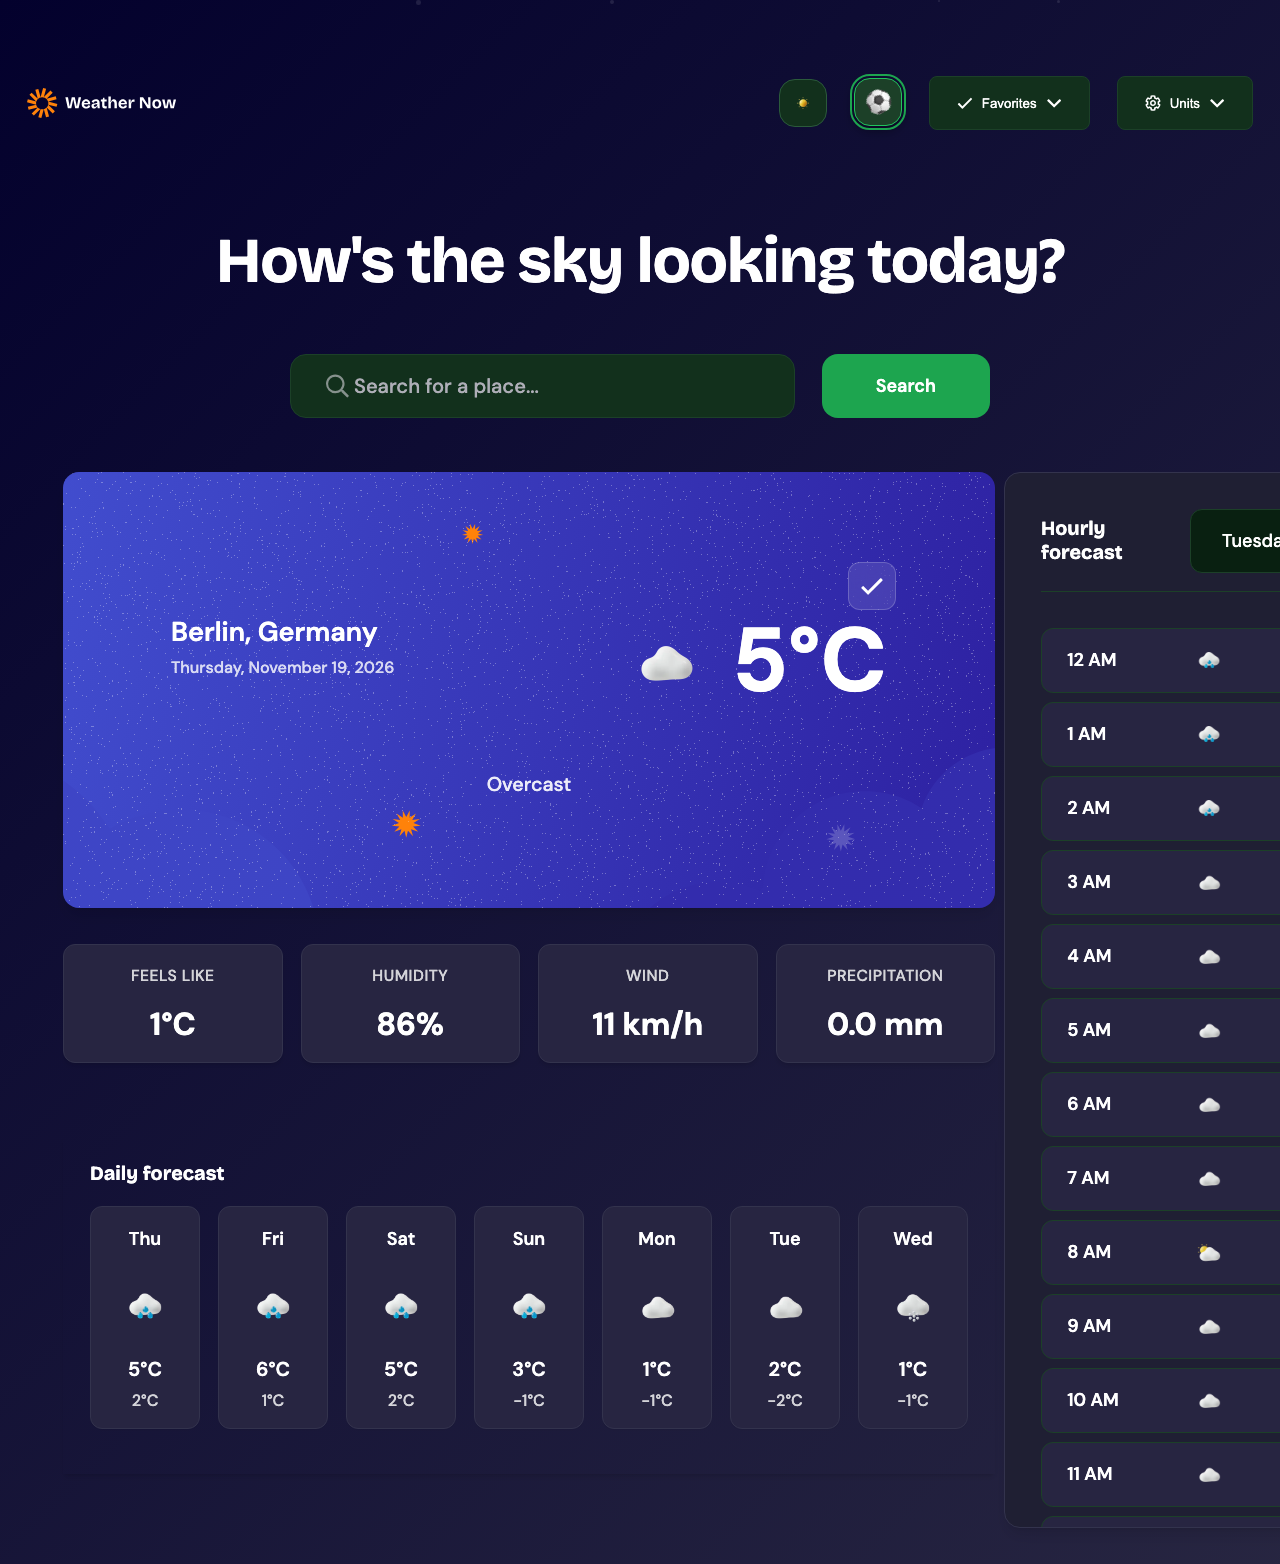 Weather Now
Favorites
Units
How's the sky looking today?
Search for a place...
Search
Berlin, Germany
Thursday, November 19, 2026
5°C
Overcast
FEELS LIKE
1°C
HUMIDITY
86%
WIND
11 km/h
PRECIPITATION
0.0 mm
Daily forecast
Thu
5°C
2°C
Fri
6°C
1°C
Sat
5°C
2°C
Sun
3°C
-1°C
Mon
1°C
-1°C
Tue
2°C
-2°C
Wed
1°C
-1°C
Hourly
forecast
Tuesda
12 AM
1 AM
2 AM
3 AM
4 AM
5 AM
6 AM
7 AM
8 AM
9 AM
10 AM
11 AM